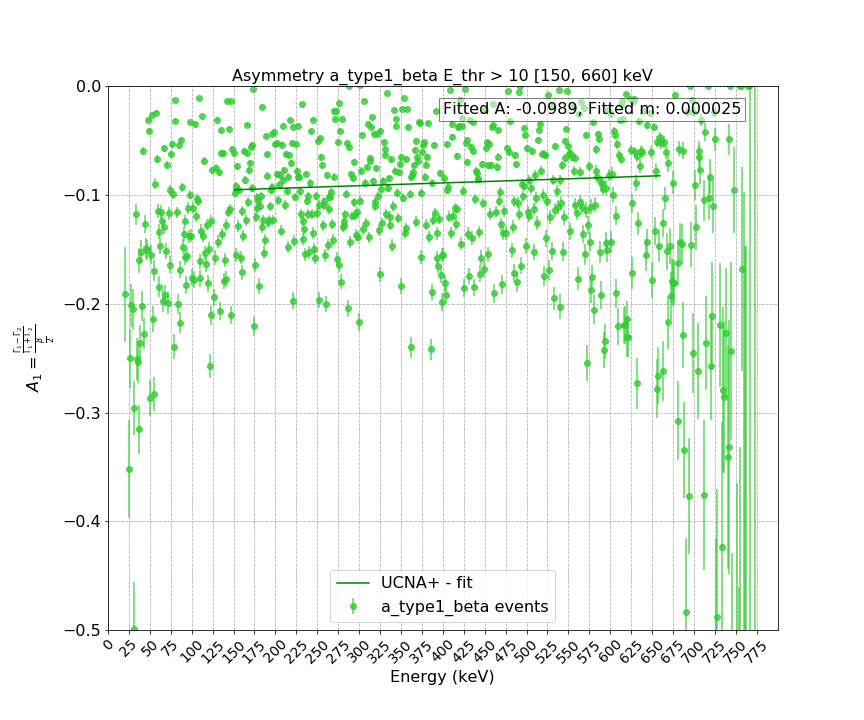 Asymmetry a_type1_beta E_thr > 10 [150, 660] keV
Fitted A: -0.0989, Fitted m: 0.000025
0.0
−0.1
−0.2
−0.3
−0.4
−0.5
UCNA+ - fit
a_type1_beta events
0 25 50 75 100 125 150 175 200 225 250 275 300 325 350 375 400 425 450 475 500 525 550 575 600 625 650 675 700 725 750 775
Energy (keV)